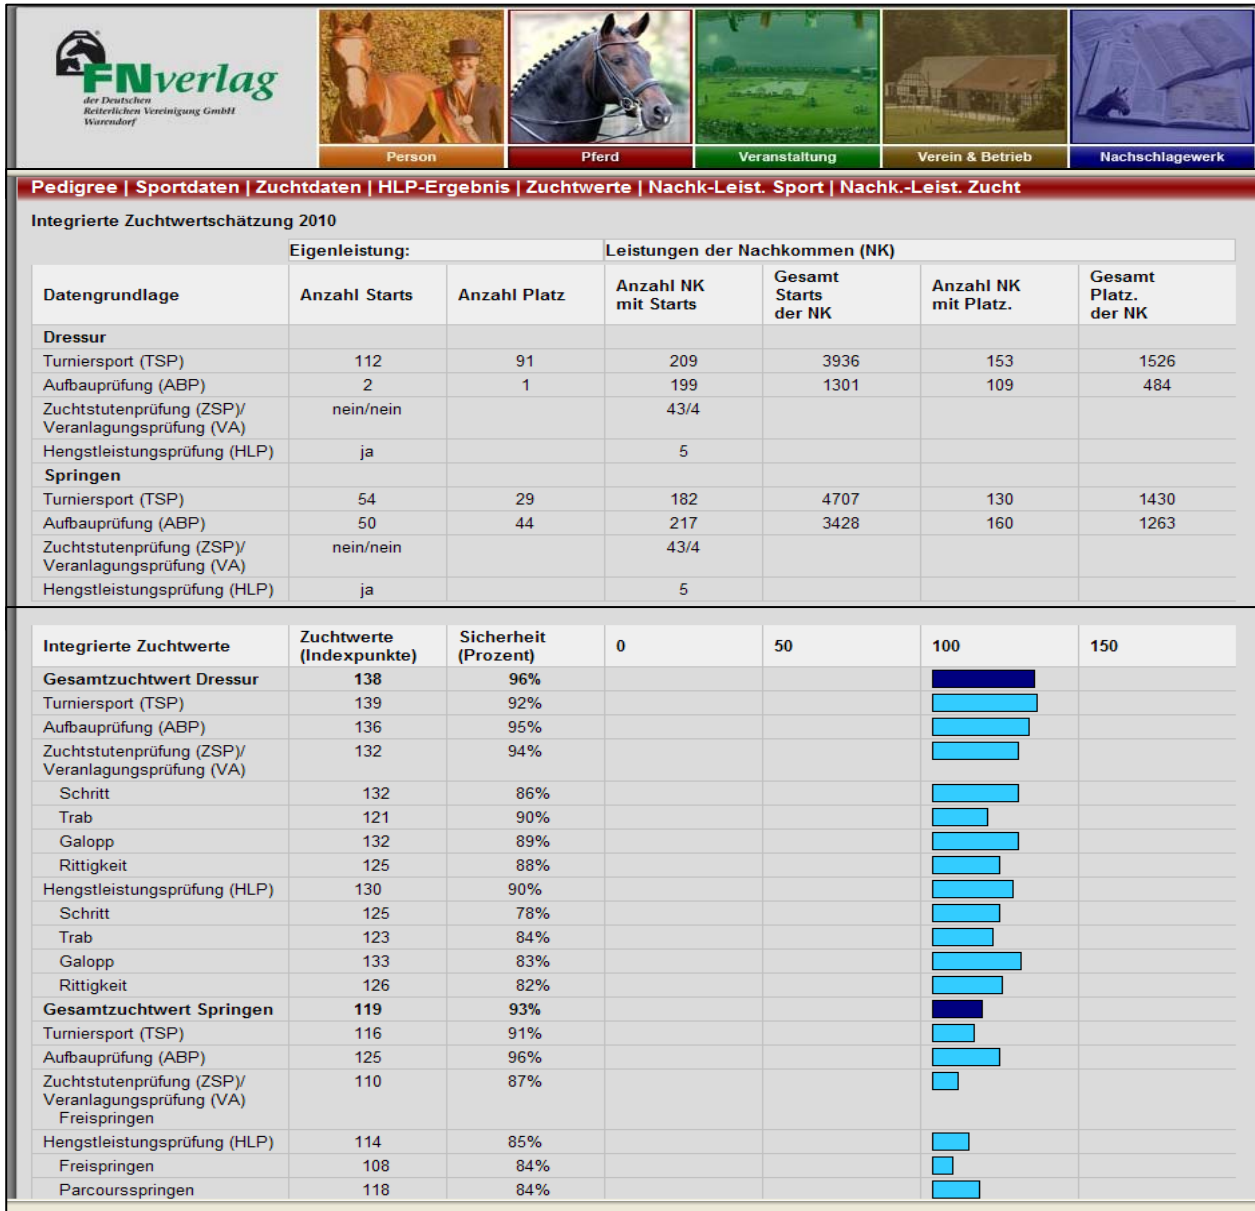 FNverlag
der Deutschen
Reiterlichen Vereinigung GmbH
Warendorf
Person Pferd Veranstaltung Verein & Betrieb Nachschlagewerk
Pedigree | Sportdaten | Zuchtdaten | HLP-Ergebnis | Zuchtwerte | Nachk-Leist. Sport | Nachk.-Leist. Zucht
Integrierte Zuchtwertschätzung 2010
Eigenleistung: Leistungen der Nachkommen (NK)
Datengrundlage Anzahl Starts Anzahl Platz Anzahl NK mit Starts Gesamt Starts der NK Anzahl NK mit Platz. Gesamt Platz. der NK
Dressur
Turniersport (TSP) 112 91 209 3936 153 1526
Aufbauprüfung (ABP) 2 1 199 1301 109 484
Zuchtstutenprüfung (ZSP)/ nein/nein 43/4
Veranlagungsprüfung (VA)
Hengstleistungsprüfung (HLP) ja 5
Springen
Turniersport (TSP) 54 29 182 4707 130 1430
Aufbauprüfung (ABP) 50 44 217 3428 160 1263
Zuchtstutenprüfung (ZSP)/ nein/nein 43/4
Veranlagungsprüfung (VA)
Hengstleistungsprüfung (HLP) ja 5
Integrierte Zuchtwerte Zuchtwerte (Indexpunkte) Sicherheit (Prozent) 0 50 100 150
Gesamtzuchtwert Dressur 138 96%
Turniersport (TSP) 139 92%
Aufbauprüfung (ABP) 136 95%
Zuchtstutenprüfung (ZSP)/ 132 94%
Veranlagungsprüfung (VA)
Schritt 132 86%
Trab 121 90%
Galopp 132 89%
Rittigkeit 125 88%
Hengstleistungsprüfung (HLP) 130 90%
Schritt 125 78%
Trab 123 84%
Galopp 133 83%
Rittigkeit 126 82%
Gesamtzuchtwert Springen 119 93%
Turniersport (TSP) 116 91%
Aufbauprüfung (ABP) 125 96%
Zuchtstutenprüfung (ZSP)/ 110 87%
Veranlagungsprüfung (VA)
Freispringen
Hengstleistungsprüfung (HLP) 114 85%
Freispringen 108 84%
Parcoursspringen 118 84%